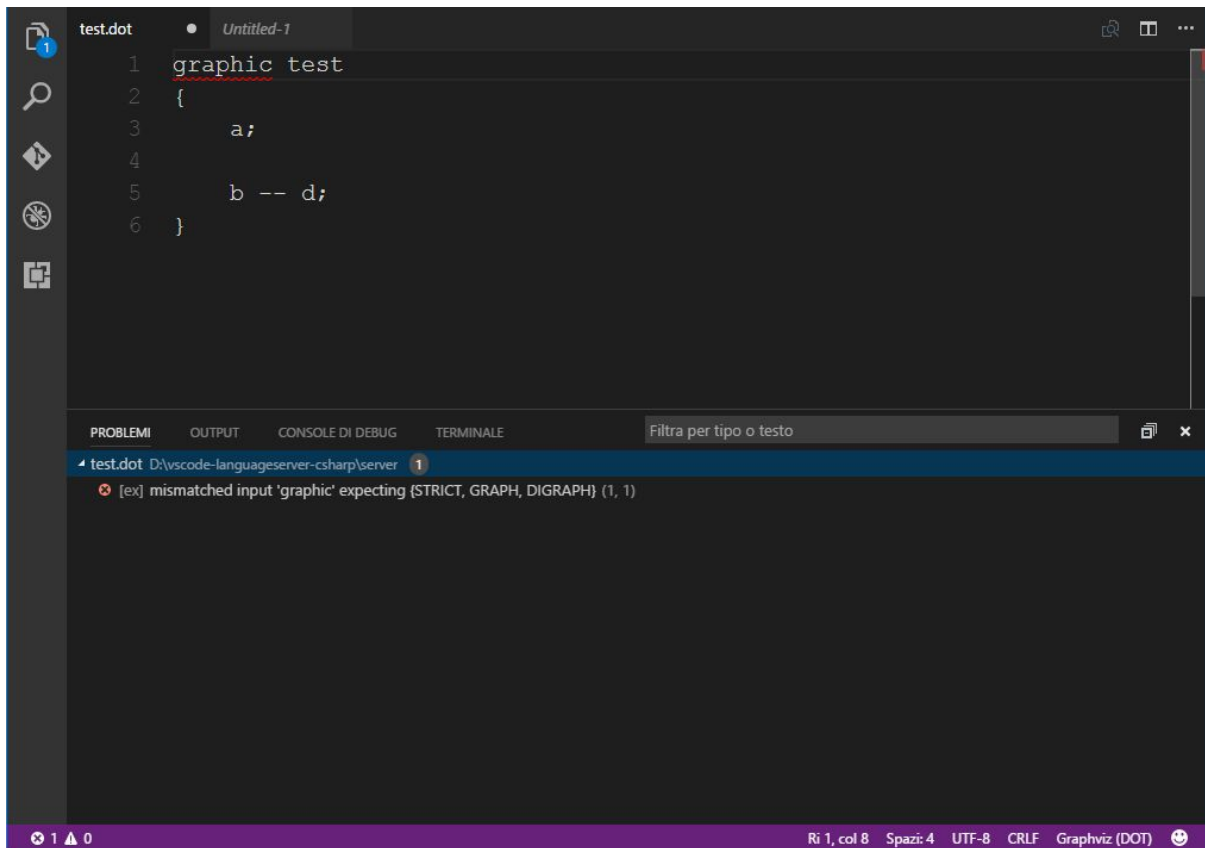 test.dot Untitled-1
1
1 graphic test
2 {
3 a;
4
5 b -- d;
6 }
PROBLEMI OUTPUT CONSOLE DI DEBUG TERMINALE Filtra per tipo o testo
test.dot D:\vscode-languageserver-csharp\server 1
[ex] mismatched input 'graphic' expecting {STRICT, GRAPH, DIGRAPH} (1, 1)
1 0 Ri 1, col 8 Spazi: 4 UTF-8 CRLF Graphviz (DOT)